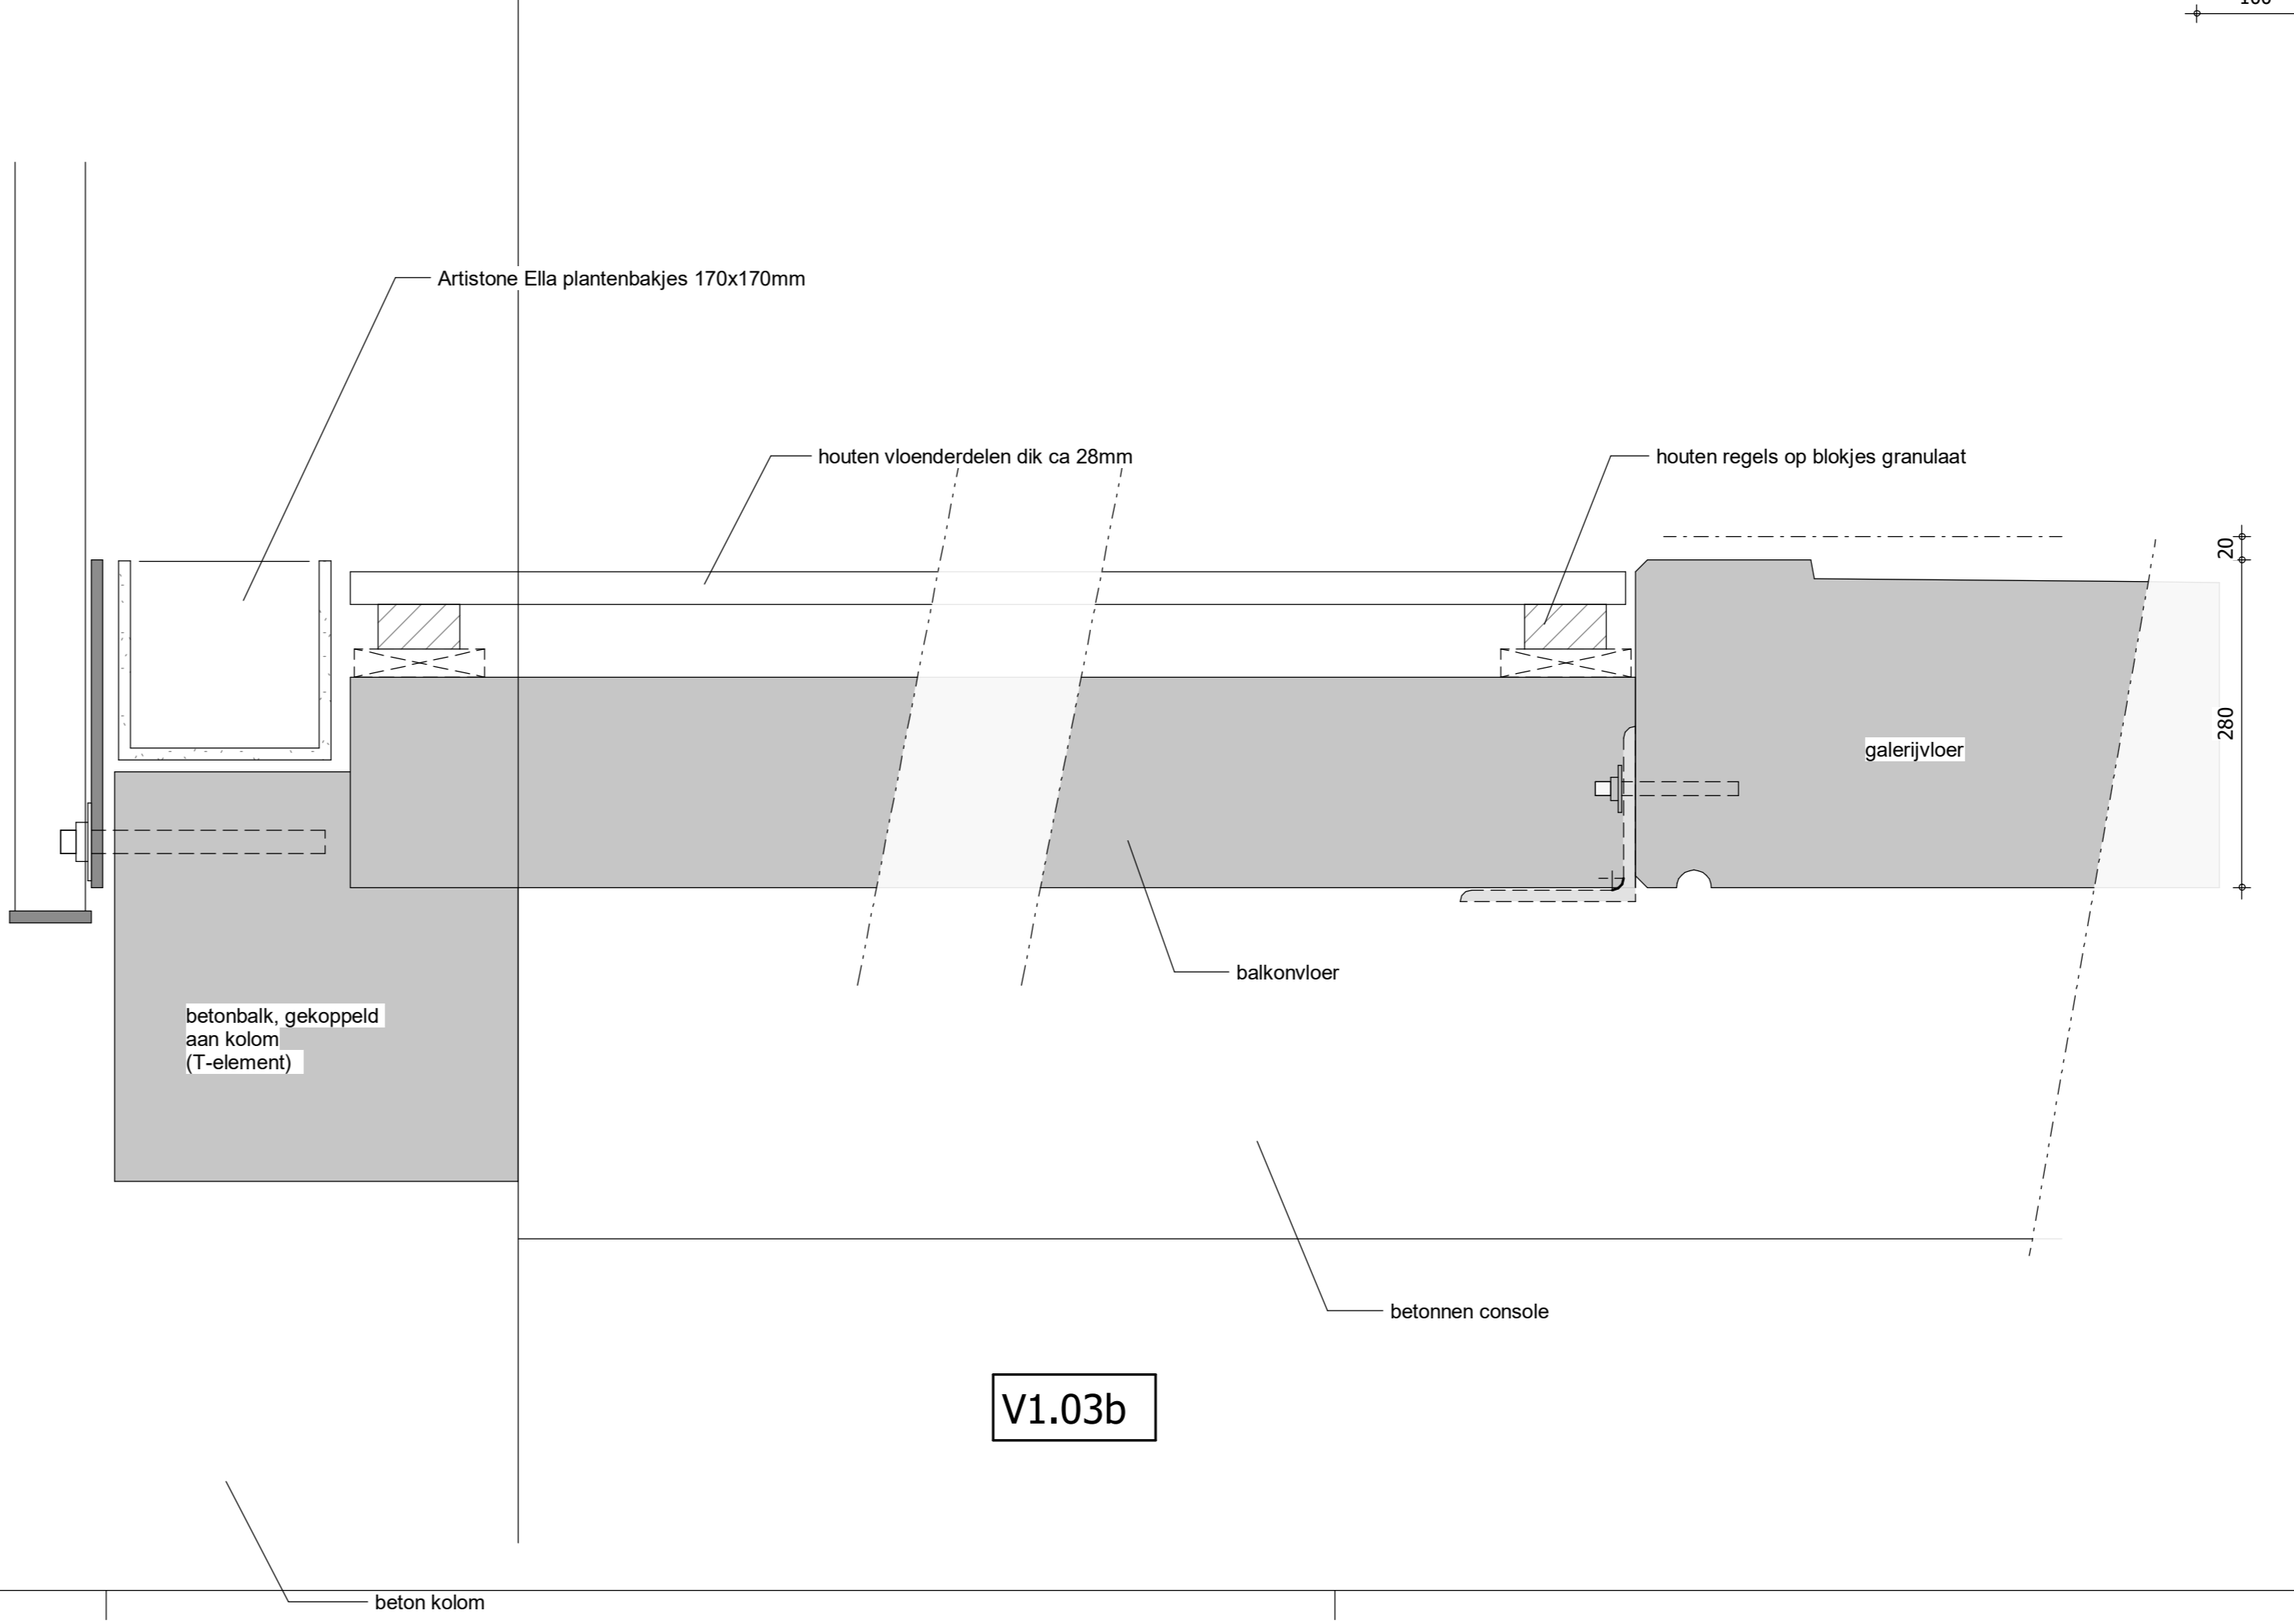 100
Artistone Ella plantenbakjes 170x170mm
houten vloenderdelen dik ca 28mm
houten regels op blokjes granulaat
20
280
galerijvloer
balkonvloer
betonbalk, gekoppeld
aan kolom
(T-element)
betonnen console
V1.03b
beton kolom